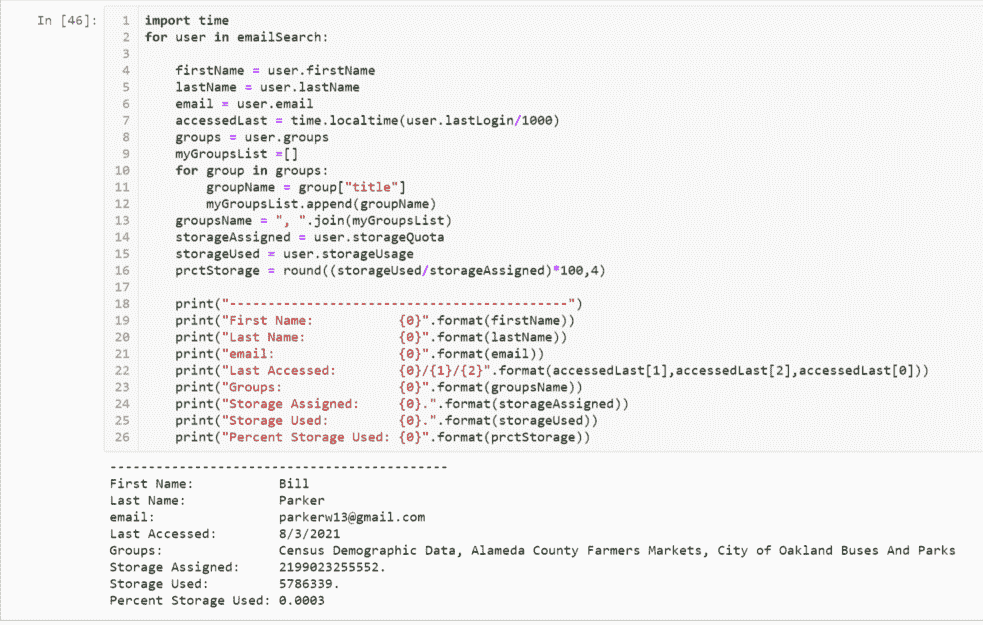 In [46]:
1 import time
2 for user in emailSearch:
3
4     firstName = user.firstName
5     lastName = user.lastName
6     email = user.email
7     accessedLast = time.localtime(user.lastLogin/1000)
8     groups = user.groups
9     myGroupsList =[]
10     for group in groups:
11         groupName = group["title"]
12         myGroupsList.append(groupName)
13     groupsName = ", ".join(myGroupsList)
14     storageAssigned = user.storageQuota
15     storageUsed = user.storageUsage
16     prctStorage = round((storageUsed/storageAssigned)*100,4)
17
18     print("--------------------------------------------")
19     print("First Name:           {0}".format(firstName))
20     print("Last Name:            {0}".format(lastName))
21     print("email:                {0}".format(email))
22     print("Last Accessed:        {0}/{1}/{2}".format(accessedLast[1],accessedLast[2],accessedLast[0]))
23     print("Groups:               {0}".format(groupsName))
24     print("Storage Assigned:     {0}.".format(storageAssigned))
25     print("Storage Used:         {0}.".format(storageUsed))
26     print("Percent Storage Used: {0}".format(prctStorage))
--------------------------------------------
First Name:           Bill
Last Name:            Parker
email:                parkerw13@gmail.com
Last Accessed:        8/3/2021
Groups:               Census Demographic Data, Alameda County Farmers Markets, City of Oakland Buses And Parks
Storage Assigned:     2199023255552.
Storage Used:         5786339.
Percent Storage Used: 0.0003